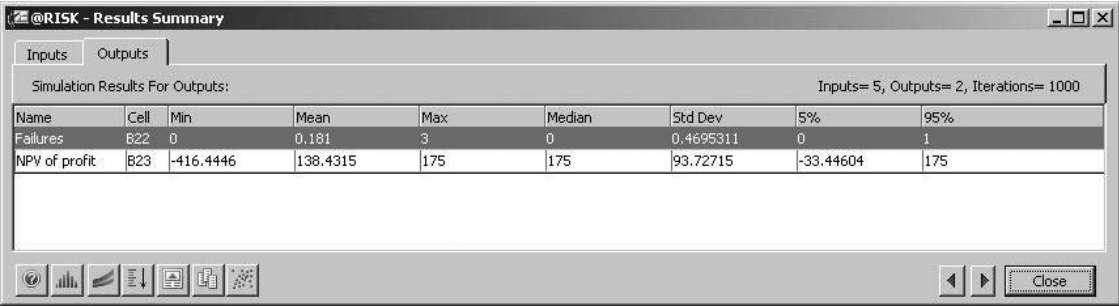 @RISK - Results Summary
Inputs Outputs
Simulation Results For Outputs: Inputs= 5, Outputs= 2, Iterations= 1000
Name Cell Min Mean Max Median Std Dev 5% 95%
Failures B22 0 0.181 3 0 0.4695311 0 1
NPV of profit B23 -416.4446 138.4315 175 175 93.72715 -33.44604 175
Close